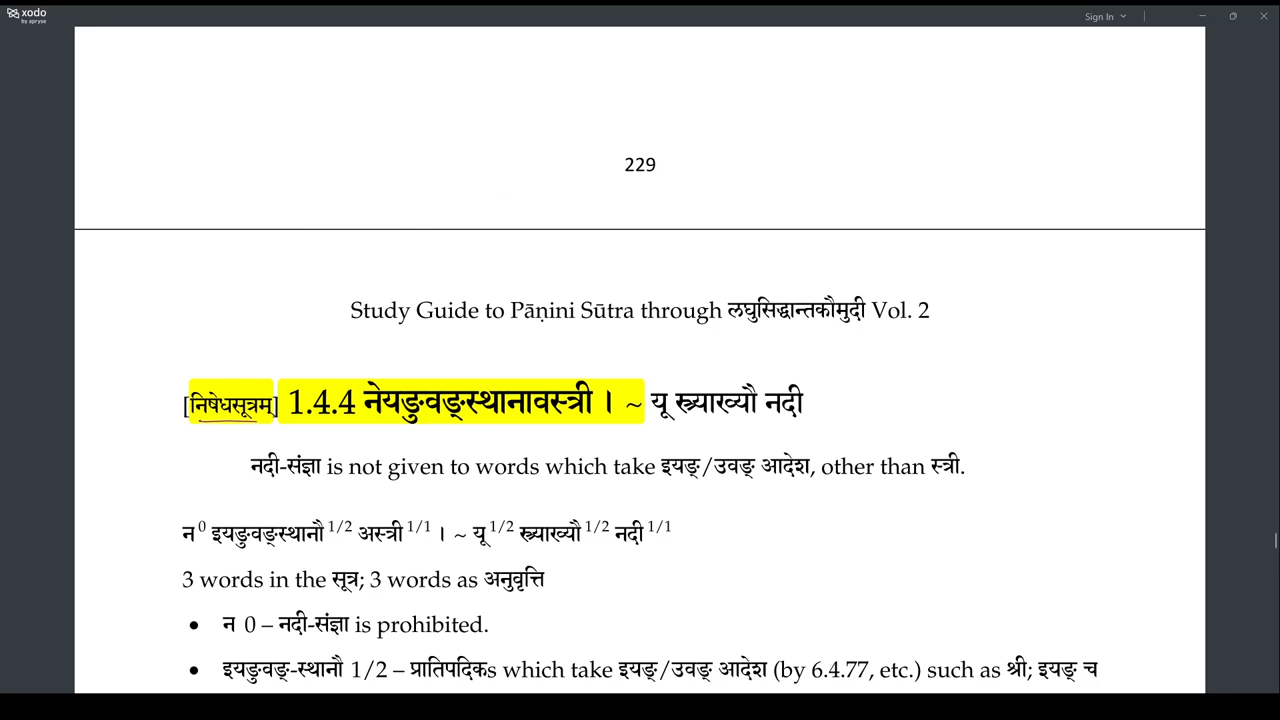 xodo
by apryse
Sign In
229
Study Guide to Pāṇini Sūtra through लघुसिद्धान्तकौमुदी Vol. 2
[निषेधसूत्रम्] 1.4.4 नेयङुवङ्स्थानावस्त्री । ~ यू स्त्र्याख्यौ नदी
नदी-संज्ञा is not given to words which take इयङ्/उवङ् आदेश, other than स्त्री.
न 0 इयङुवङ्स्थानौ 1/2 अस्त्री 1/1 । ~ यू 1/2 स्त्र्याख्यौ 1/2 नदी 1/1
3 words in the सूत्र; 3 words as अनुवृत्ति
• न 0 – नदी-संज्ञा is prohibited.
• इयङुवङ्-स्थानौ 1/2 – प्रातिपदिकs which take इयङ्/उवङ् आदेश (by 6.4.77, etc.) such as श्री; इयङ् च